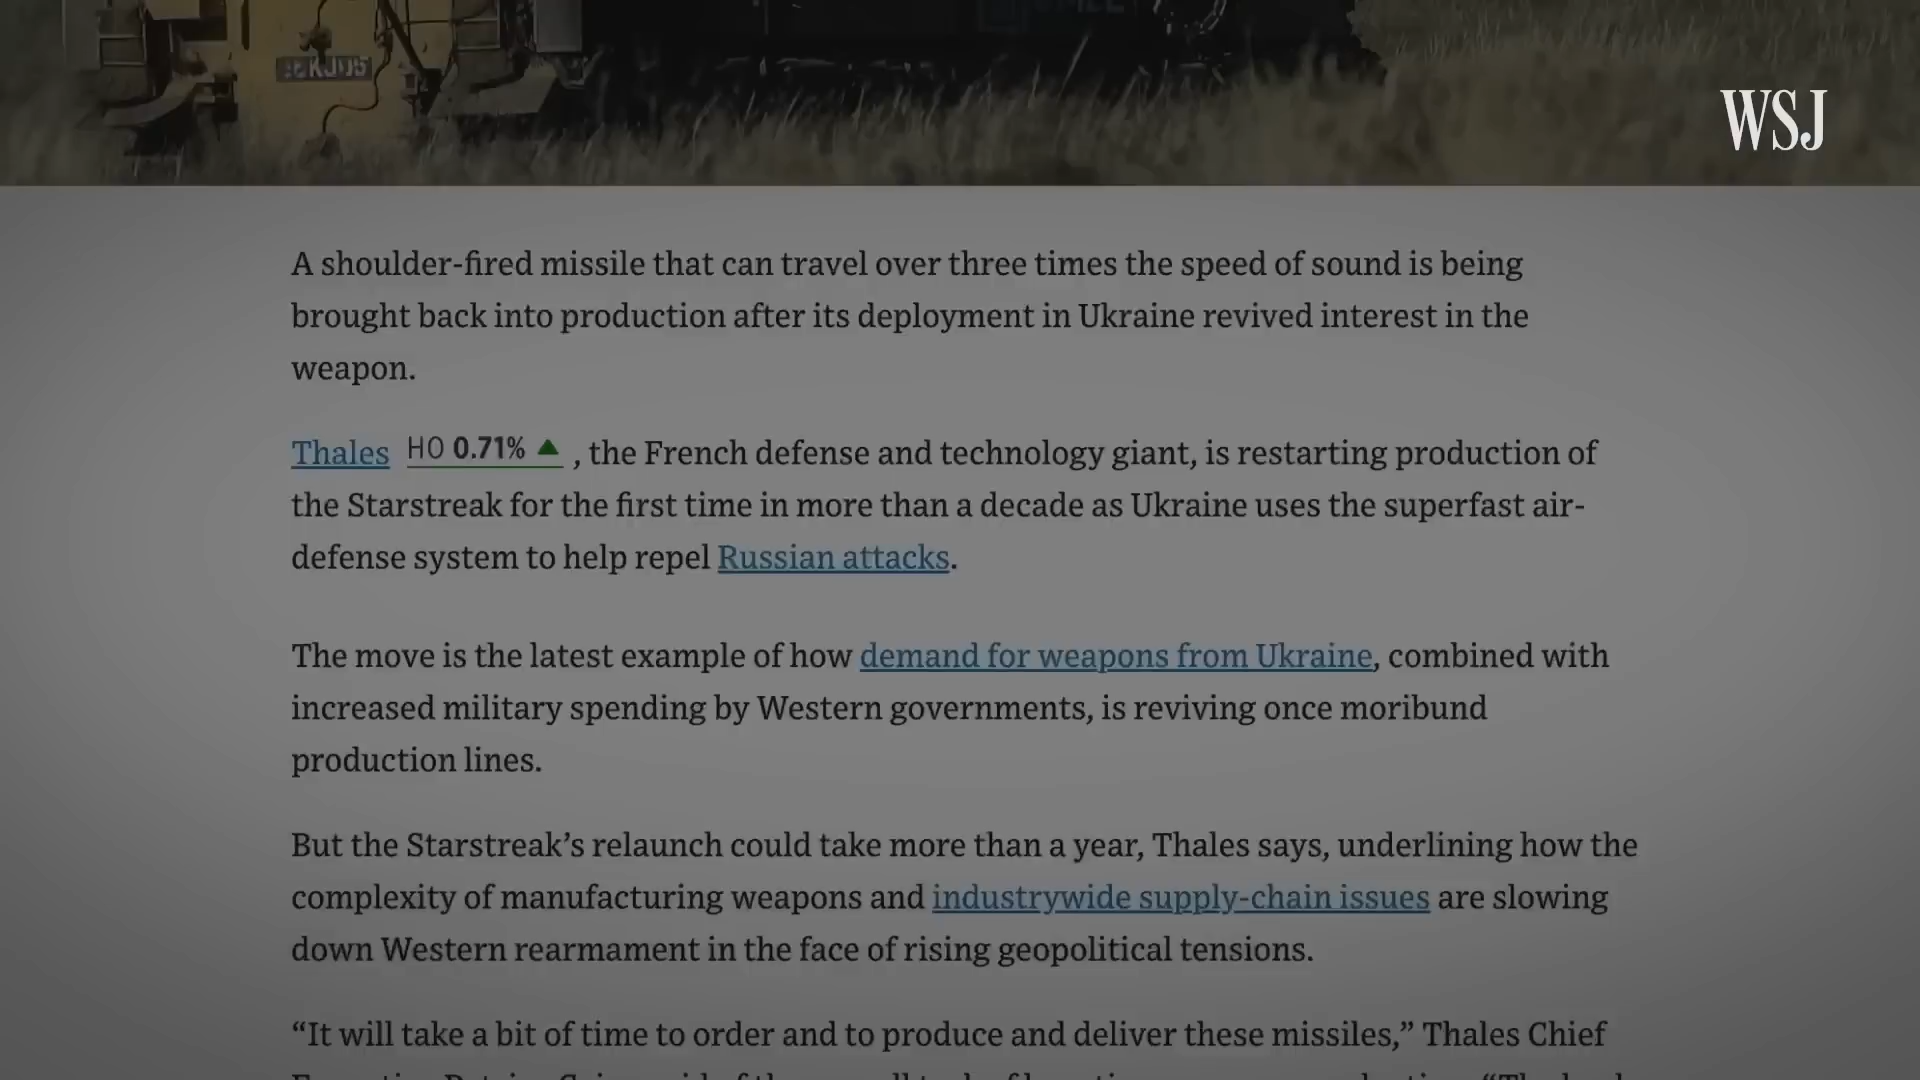 WSJ
A shoulder-fired missile that can travel over three times the speed of sound is being
brought back into production after its deployment in Ukraine revived interest in the
weapon.
Thales HO 0.71% ▲ , the French defense and technology giant, is restarting production of
the Starstreak for the first time in more than a decade as Ukraine uses the superfast air-
defense system to help repel Russian attacks.
The move is the latest example of how demand for weapons from Ukraine, combined with
increased military spending by Western governments, is reviving once moribund
production lines.
But the Starstreak’s relaunch could take more than a year, Thales says, underlining how the
complexity of manufacturing weapons and industrywide supply-chain issues are slowing
down Western rearmament in the face of rising geopolitical tensions.
“It will take a bit of time to order and to produce and deliver these missiles,” Thales Chief